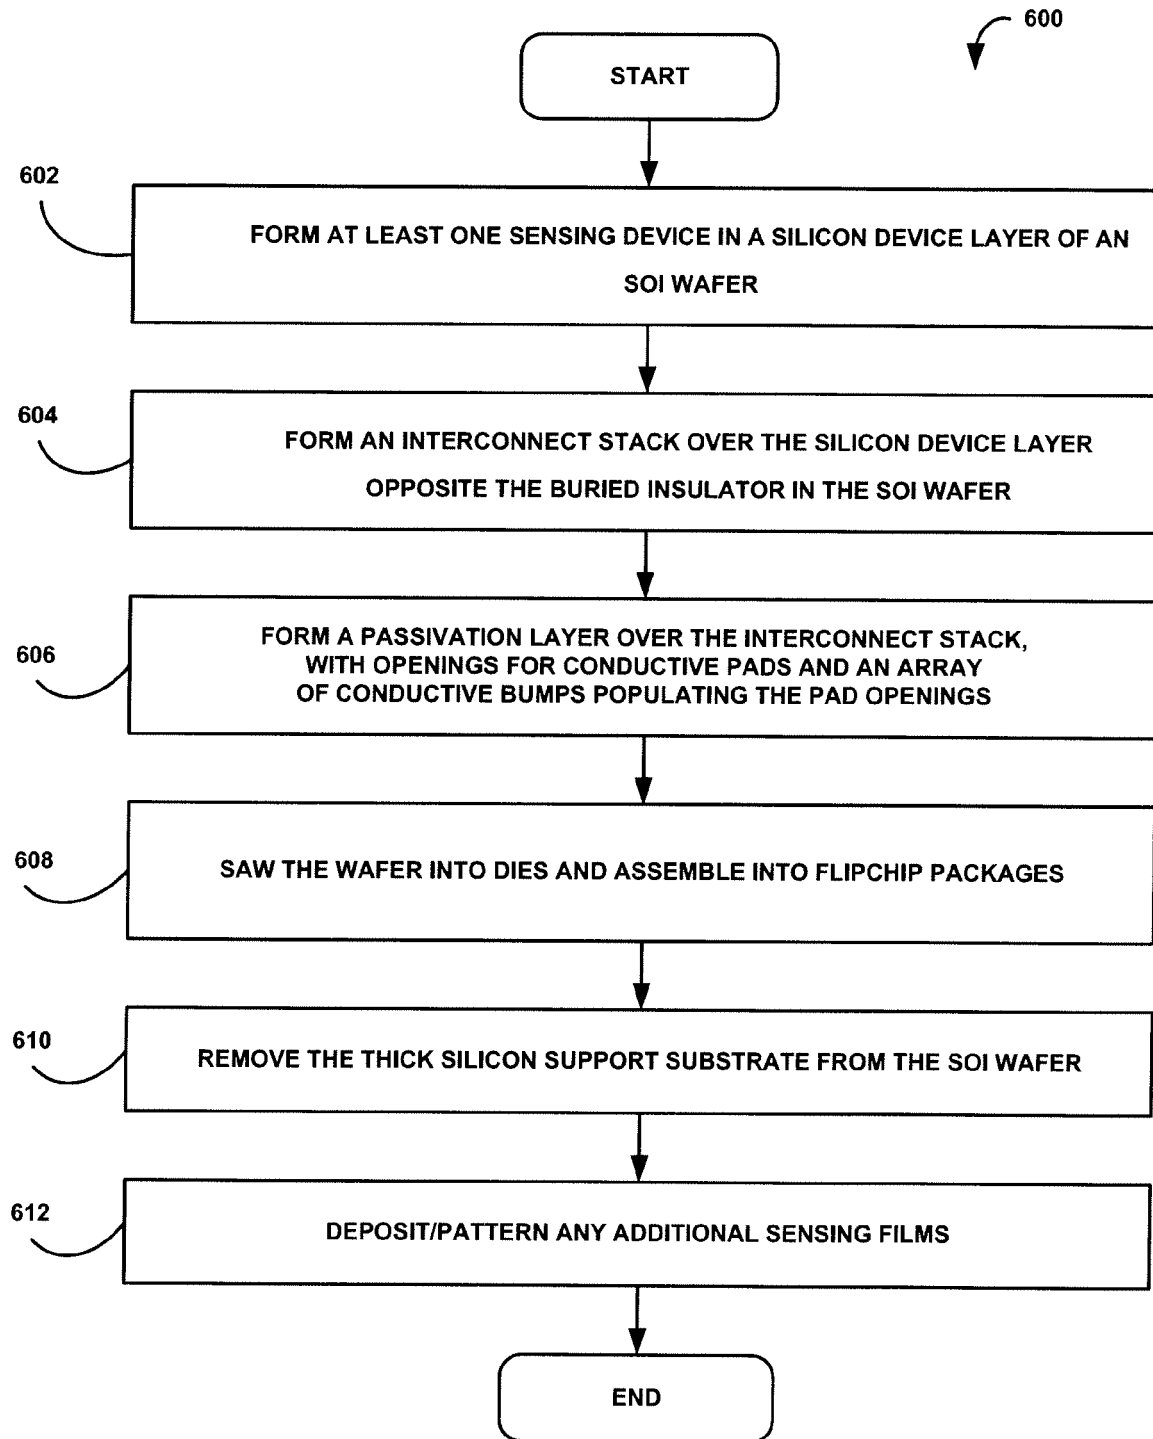 600
START
602
FORM AT LEAST ONE SENSING DEVICE IN A SILICON DEVICE LAYER OF AN
SOI WAFER
604
FORM AN INTERCONNECT STACK OVER THE SILICON DEVICE LAYER
OPPOSITE THE BURIED INSULATOR IN THE SOI WAFER
606
FORM A PASSIVATION LAYER OVER THE INTERCONNECT STACK,
WITH OPENINGS FOR CONDUCTIVE PADS AND AN ARRAY
OF CONDUCTIVE BUMPS POPULATING THE PAD OPENINGS
608
SAW THE WAFER INTO DIES AND ASSEMBLE INTO FLIPCHIP PACKAGES
610
REMOVE THE THICK SILICON SUPPORT SUBSTRATE FROM THE SOI WAFER
612
DEPOSIT/PATTERN ANY ADDITIONAL SENSING FILMS
END